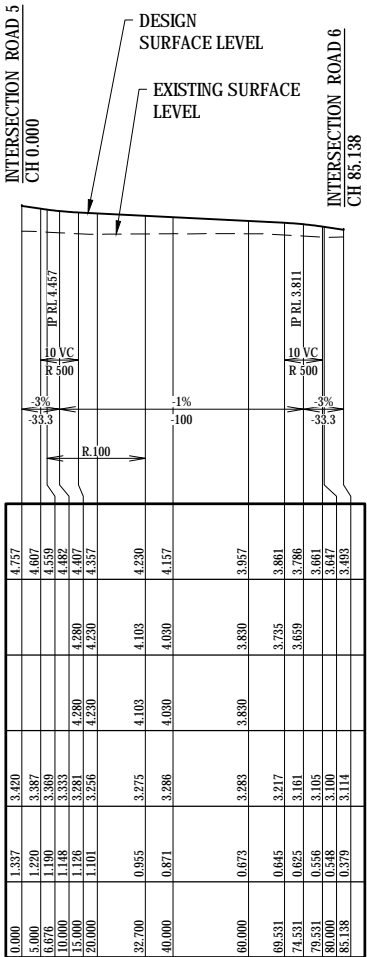 INTERSECTION ROAD 5
CH 0.000
DESIGN
SURFACE LEVEL
EXISTING SURFACE
LEVEL
INTERSECTION ROAD 6
CH 85.138
IP RL 4.457
IP RL 3.811
10 VC
R 500
10 VC
R 500
-3%
-33.3
-1%
-100
-3%
-33.3
R.100
4.757 4.607 4.559 4.482 4.407 4.357 4.230 4.157 3.957 3.861 3.786 3.661 3.647 3.493
4.280 4.230 4.103 4.030 3.830 3.735 3.659
4.280 4.230 4.103 4.030 3.830
3.420 3.387 3.369 3.333 3.281 3.256 3.275 3.286 3.283 3.217 3.161 3.105 3.100 3.114
1.337 1.220 1.190 1.148 1.126 1.101 0.955 0.871 0.673 0.645 0.625 0.556 0.548 0.379
0.000 5.000 6.676 10.000 15.000 20.000 32.700 40.000 60.000 69.531 74.531 79.531 80.000 85.138